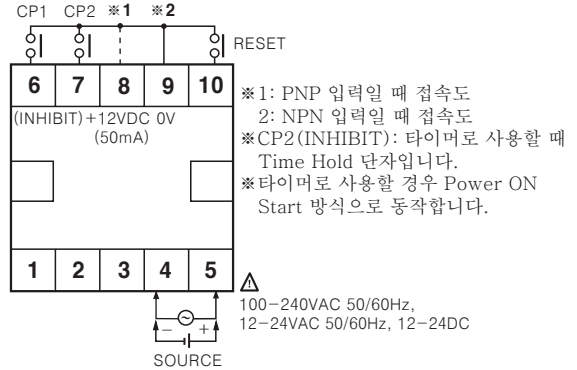 CP1 CP2 ※1 ※2
RESET
6 7 8 9 10
(INHIBIT)+12VDC 0V
(50mA)
※1: PNP 입력일 때 접속도
2: NPN 입력일 때 접속도
※CP2(INHIBIT): 타이머로 사용할 때
Time Hold 단자입니다.
※타이머로 사용할 경우 Power ON
Start 방식으로 동작합니다.
1 2 3 4 5
100-240VAC 50/60Hz,
12-24VAC 50/60Hz, 12-24DC
− +
SOURCE